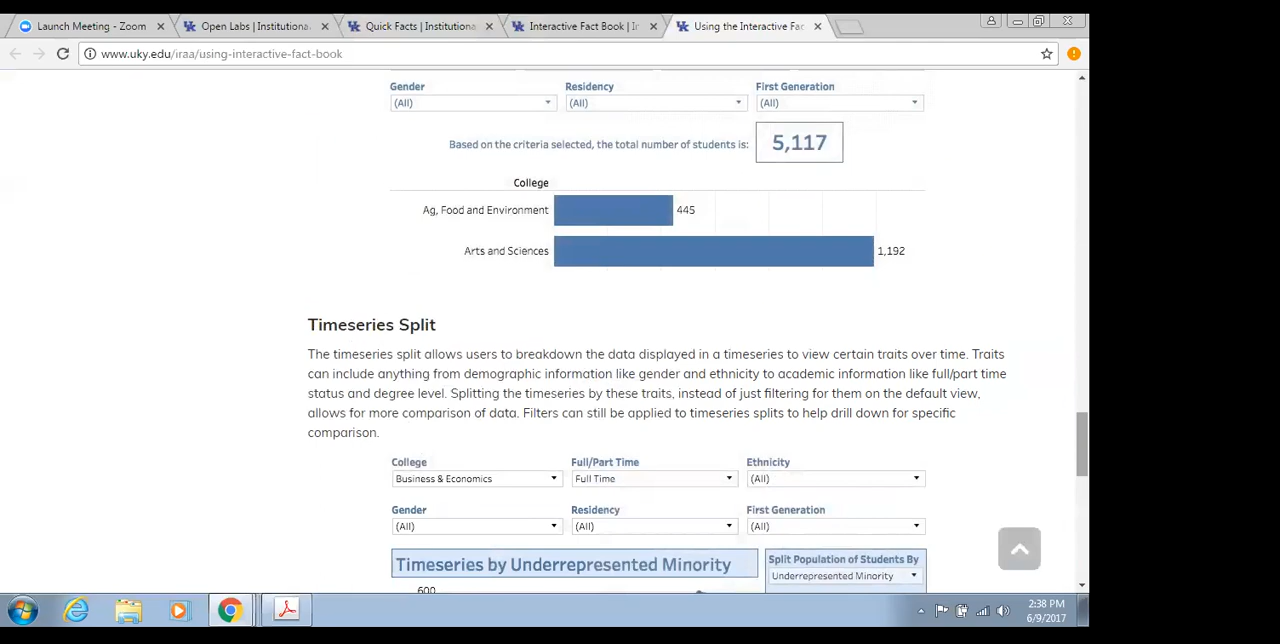 Launch Meeting - Zoom
Open Labs | Institutiona
Quick Facts | Institutiona
Interactive Fact Book | Ir
Using the Interactive Fac
www.uky.edu/iraa/using-interactive-fact-book
Gender Residency First Generation
(All) (All) (All)
Based on the criteria selected, the total number of students is: 5,117
College
Ag, Food and Environment 445
Arts and Sciences 1,192
Timeseries Split
The timeseries split allows users to breakdown the data displayed in a timeseries to view certain traits over time. Traits
can include anything from demographic information like gender and ethnicity to academic information like full/part time
status and degree level. Splitting the timeseries by these traits, instead of just filtering for them on the default view,
allows for more comparison of data. Filters can still be applied to timeseries splits to help drill down for specific
comparison.
College Full/Part Time Ethnicity
Business & Economics Full Time (All)
Gender Residency First Generation
(All) (All) (All)
Timeseries by Underrepresented Minority
Split Population of Students By
Underrepresented Minority
600
2:38 PM
6/9/2017